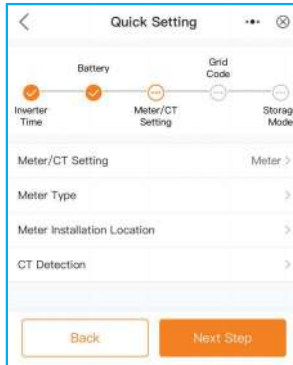 Quick Setting
Battery
Grid
Code
Inverter
Time
Meter/CT
Setting
Storag
Mode
Meter/CT Setting
Meter
Meter Type
Meter Installation Location
CT Detection
Back
Next Step